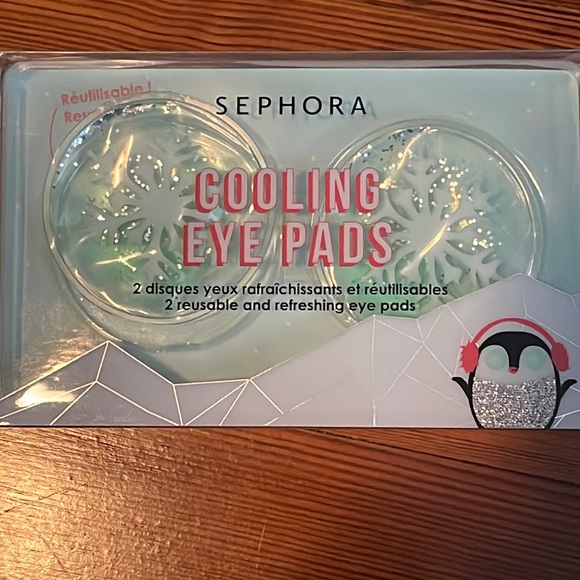 Réutilisable !
SEPHORA
COOLING
EYE PADS
2 disques yeux rafraîchissants et réutilisables
2 reusable and refreshing eye pads